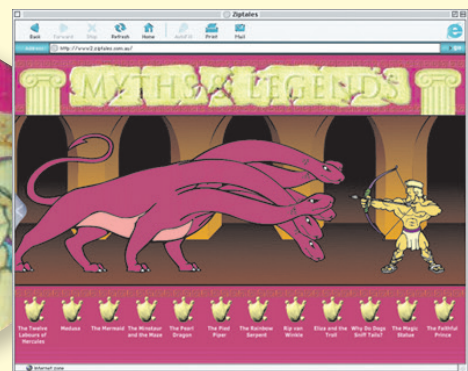 Ziptales
Back Forward Stop Refresh Home AutoFill Print Mail
http://www2.ziptales.com.au/
MYTHS & LEGENDS
The Twelve Labours of Hercules
Medusa
The Mermaid
The Minotaur and the Maze
The Pearl Dragon
The Pied Piper
The Rainbow Serpent
Rip van Winkle
Eliza and the Troll
Why Do Dogs Sniff Tails?
The Magic Statue
The Faithful Prince
Internet zone